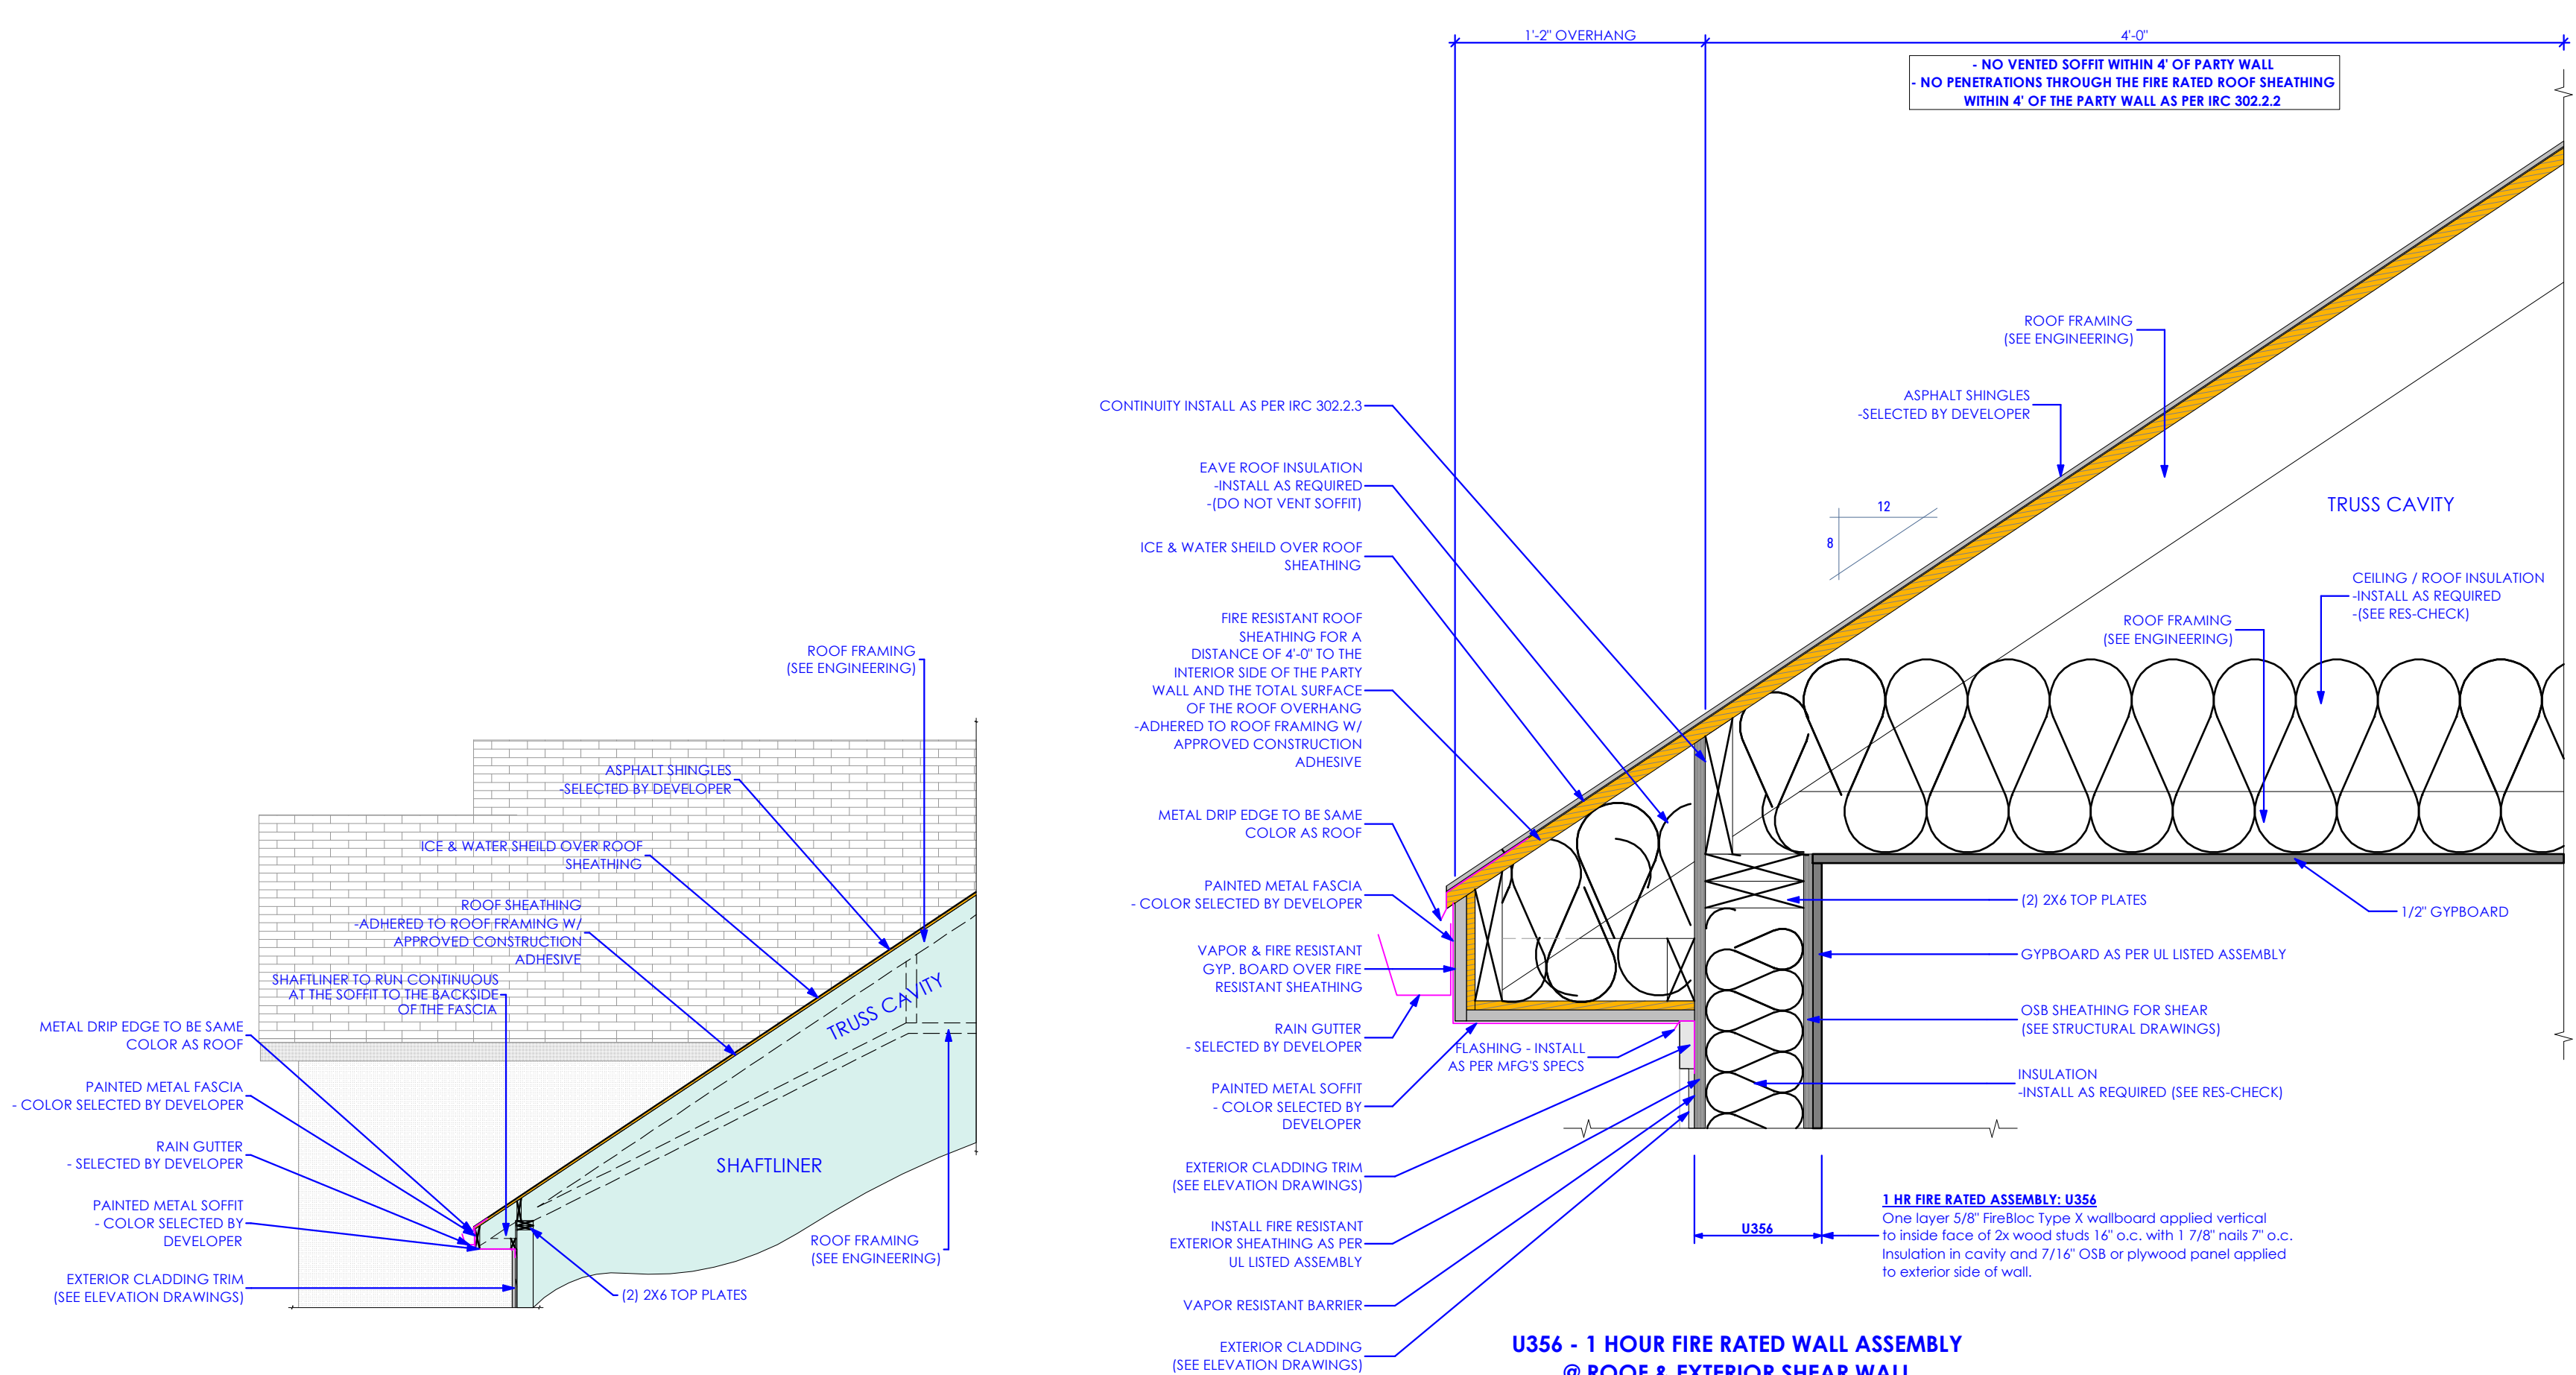 ROOF FRAMING
(SEE ENGINEERING)
ASPHALT SHINGLES
-SELECTED BY DEVELOPER
ICE & WATER SHEILD OVER ROOF
SHEATHING
ROOF SHEATHING
-ADHERED TO ROOF FRAMING W/
APPROVED CONSTRUCTION
ADHESIVE
SHAFTLINER TO RUN CONTINUOUS
AT THE SOFFIT TO THE BACKSIDE
OF THE FASCIA
METAL DRIP EDGE TO BE SAME
COLOR AS ROOF
PAINTED METAL FASCIA
- COLOR SELECTED BY DEVELOPER
RAIN GUTTER
- SELECTED BY DEVELOPER
PAINTED METAL SOFFIT
- COLOR SELECTED BY
DEVELOPER
EXTERIOR CLADDING TRIM
(SEE ELEVATION DRAWINGS)
TRUSS CAVITY
SHAFTLINER
ROOF FRAMING
(SEE ENGINEERING)
(2) 2X6 TOP PLATES
1'-2" OVERHANG
4'-0"
- NO VENTED SOFFIT WITHIN 4' OF PARTY WALL
- NO PENETRATIONS THROUGH THE FIRE RATED ROOF SHEATHING
WITHIN 4' OF THE PARTY WALL AS PER IRC 302.2.2
CONTINUITY INSTALL AS PER IRC 302.2.3
EAVE ROOF INSULATION
-INSTALL AS REQUIRED
-(DO NOT VENT SOFFIT)
ICE & WATER SHEILD OVER ROOF
SHEATHING
FIRE RESISTANT ROOF
SHEATHING FOR A
DISTANCE OF 4'-0" TO THE
INTERIOR SIDE OF THE PARTY
WALL AND THE TOTAL SURFACE
OF THE ROOF OVERHANG
-ADHERED TO ROOF FRAMING W/
APPROVED CONSTRUCTION
ADHESIVE
METAL DRIP EDGE TO BE SAME
COLOR AS ROOF
PAINTED METAL FASCIA
- COLOR SELECTED BY DEVELOPER
VAPOR & FIRE RESISTANT
GYP. BOARD OVER FIRE
RESISTANT SHEATHING
RAIN GUTTER
- SELECTED BY DEVELOPER
FLASHING - INSTALL
AS PER MFG'S SPECS
PAINTED METAL SOFFIT
- COLOR SELECTED BY
DEVELOPER
EXTERIOR CLADDING TRIM
(SEE ELEVATION DRAWINGS)
INSTALL FIRE RESISTANT
EXTERIOR SHEATHING AS PER
UL LISTED ASSEMBLY
VAPOR RESISTANT BARRIER
EXTERIOR CLADDING
(SEE ELEVATION DRAWINGS)
ROOF FRAMING
(SEE ENGINEERING)
ASPHALT SHINGLES
-SELECTED BY DEVELOPER
12
8
TRUSS CAVITY
CEILING / ROOF INSULATION
-INSTALL AS REQUIRED
-(SEE RES-CHECK)
ROOF FRAMING
(SEE ENGINEERING)
(2) 2X6 TOP PLATES
1/2" GYPBOARD
GYPBOARD AS PER UL LISTED ASSEMBLY
OSB SHEATHING FOR SHEAR
(SEE STRUCTURAL DRAWINGS)
INSULATION
-INSTALL AS REQUIRED (SEE RES-CHECK)
U356
1 HR FIRE RATED ASSEMBLY: U356
One layer 5/8" FireBloc Type X wallboard applied vertical
to inside face of 2x wood studs 16" o.c. with 1 7/8" nails 7" o.c.
Insulation in cavity and 7/16" OSB or plywood panel applied
to exterior side of wall.
U356 - 1 HOUR FIRE RATED WALL ASSEMBLY
@ ROOF & EXTERIOR SHEAR WALL